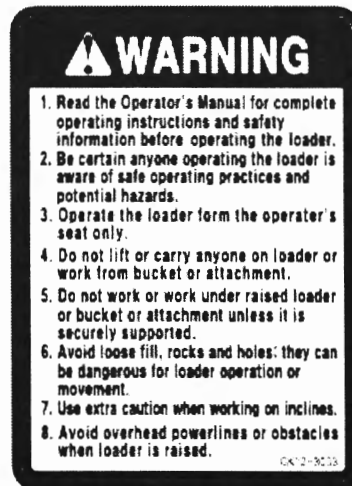 WARNING
1. Read the Operator's Manual for complete
operating instructions and safety
information before operating the loader.
2. Be certain anyone operating the loader is
aware of safe operating practices and
potential hazards.
3. Operate the loader form the operater's
seat only.
4. Do not lift or carry anyone on loader or
work from bucket or attachment.
5. Do not work or work under raised loader
or bucket or attachment unless it is
securely supported.
6. Avoid loose fill, rocks and holes; they can
be dangerous for loader operation or
movement.
7. Use extra caution when working on inclines.
8. Avoid overhead powerlines or obstacles
when loader is raised.